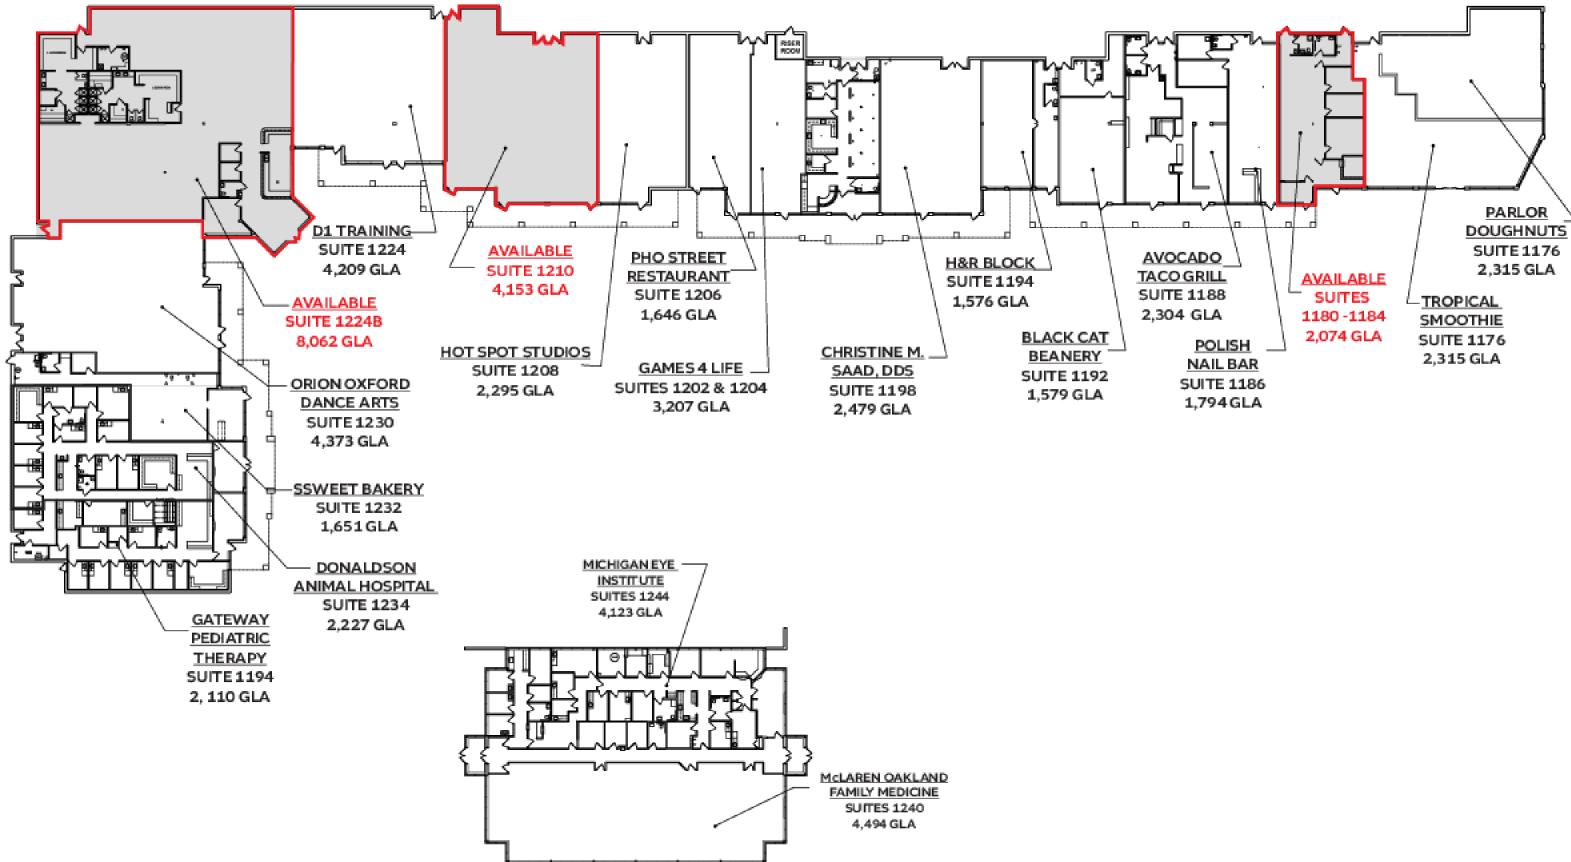 RISER
ROOM
D1 TRAINING
SUITE 1224
4,209 GLA
AVAILABLE
SUITE 1210
4,153 GLA
PHO STREET
RESTAURANT
SUITE 1206
1,646 GLA
H&R BLOCK
SUITE 1194
1,576 GLA
AVOCADO
TACO GRILL
SUITE 1188
2,304 GLA
AVAILABLE
SUITES
1180 -1184
2,074 GLA
PARLOR
DOUGHNUTS
SUITE 1176
2,315 GLA
AVAILABLE
SUITE 1224B
8,062 GLA
HOT SPOT STUDIOS
SUITE 1208
2,295 GLA
GAMES 4 LIFE
SUITES 1202 & 1204
3,207 GLA
CHRISTINE M.
SAAD, DDS
SUITE 1198
2,479 GLA
BLACK CAT
BEANERY
SUITE 1192
1,579 GLA
POLISH
NAIL BAR
SUITE 1186
1,794 GLA
TROPICAL
SMOOTHIE
SUITE 1176
2,315 GLA
ORION OXFORD
DANCE ARTS
SUITE 1230
4,373 GLA
SSWEET BAKERY
SUITE 1232
1,651 GLA
DONALDSON
ANIMAL HOSPITAL
SUITE 1234
2,227 GLA
GATEWAY
PEDIATRIC
THERAPY
SUITE 1194
2, 110 GLA
MICHIGAN EYE
INSTITUTE
SUITES 1244
4,123 GLA
McLAREN OAKLAND
FAMILY MEDICINE
SUITES 1240
4,494 GLA